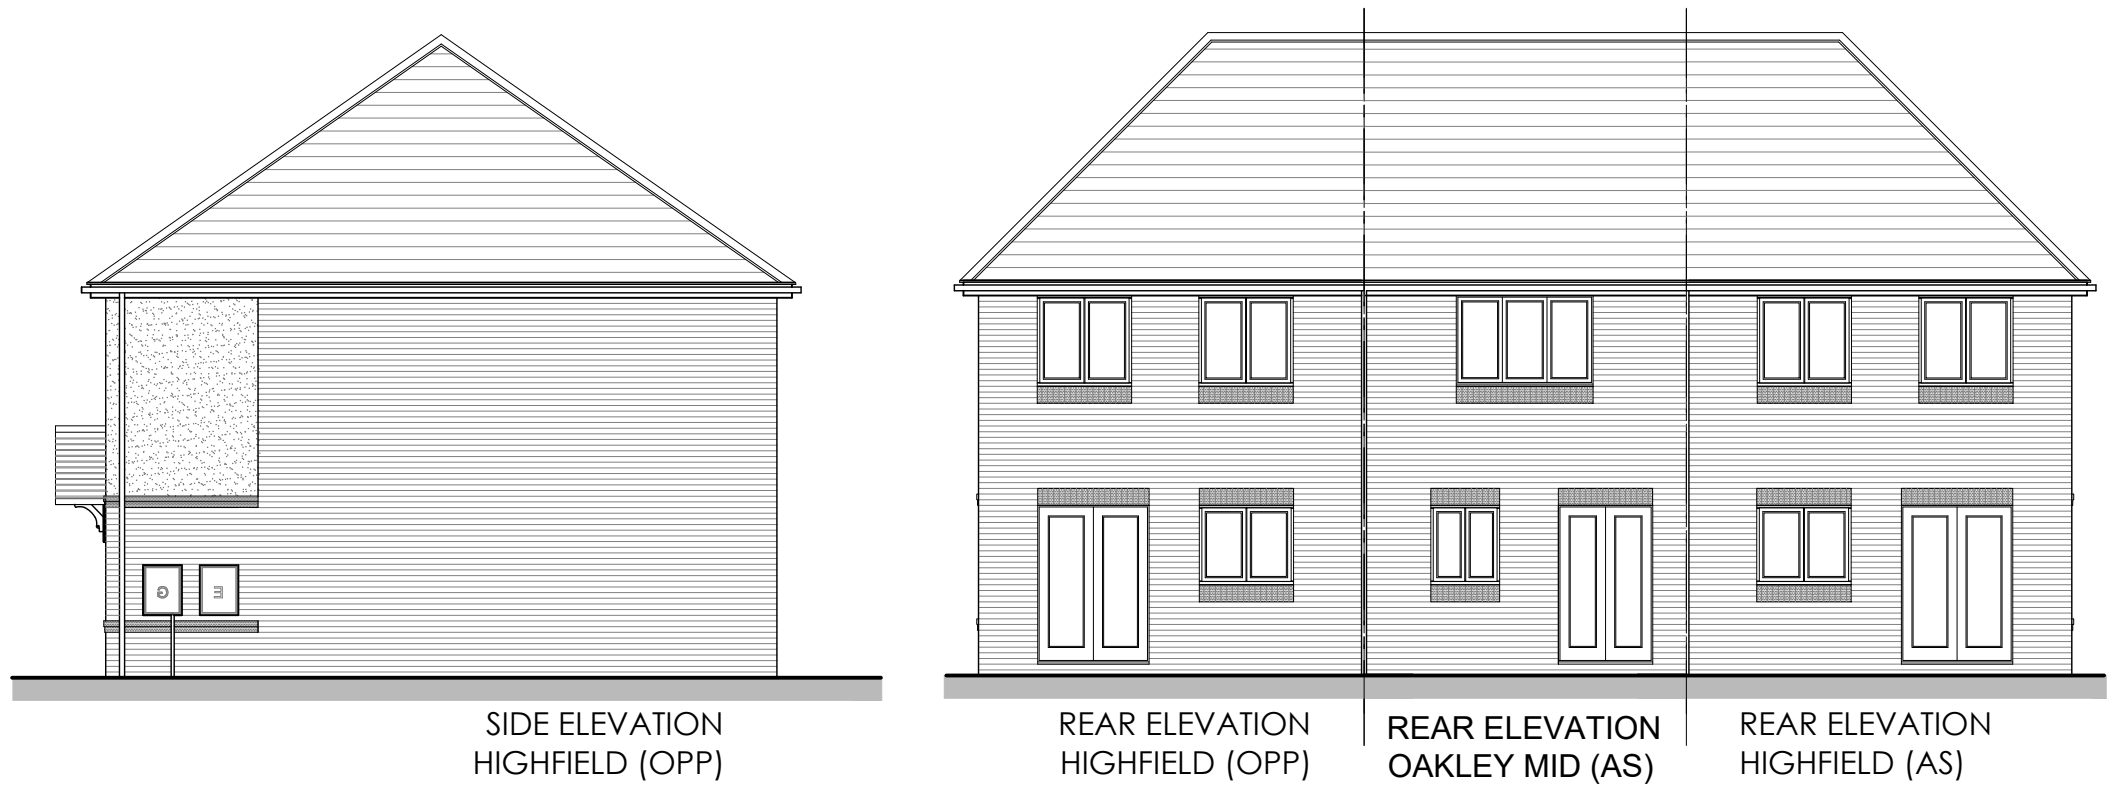 G E
SIDE ELEVATION
HIGHFIELD (OPP)
REAR ELEVATION
HIGHFIELD (OPP)
REAR ELEVATION
OAKLEY MID (AS)
REAR ELEVATION
HIGHFIELD (AS)